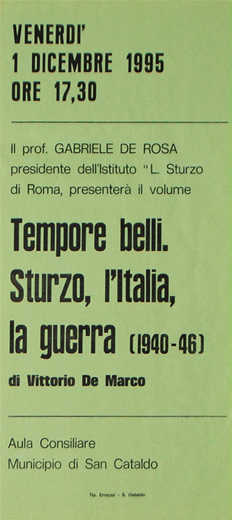 VENERDI'
1 DICEMBRE 1995
ORE 17,30
Il prof. GABRIELE DE ROSA
presidente dell'Istituto "L. Sturzo
di Roma, presenterà il volume
Tempore belli.
Sturzo, l'Italia,
la guerra (1940-46)
di Vittorio De Marco
Aula Consiliare
Municipio di San Cataldo
Tip. Erreppi - S. Cataldo